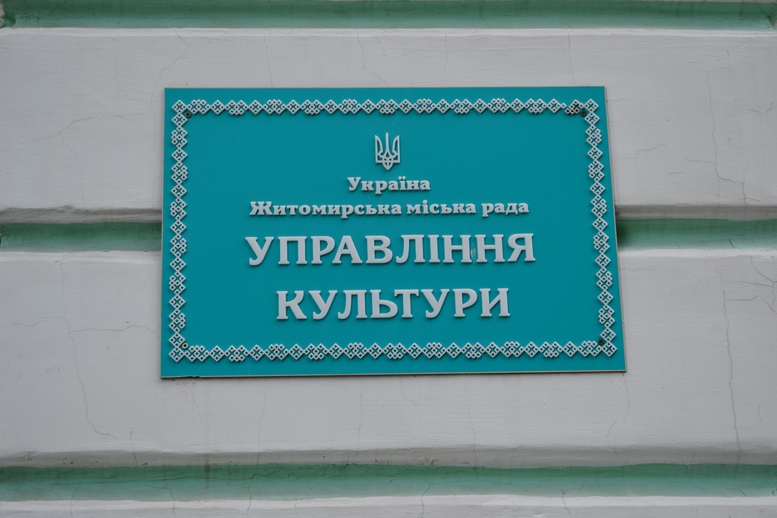 Україна
Житомирська міська рада
УПРАВЛІННЯ
КУЛЬТУРИ